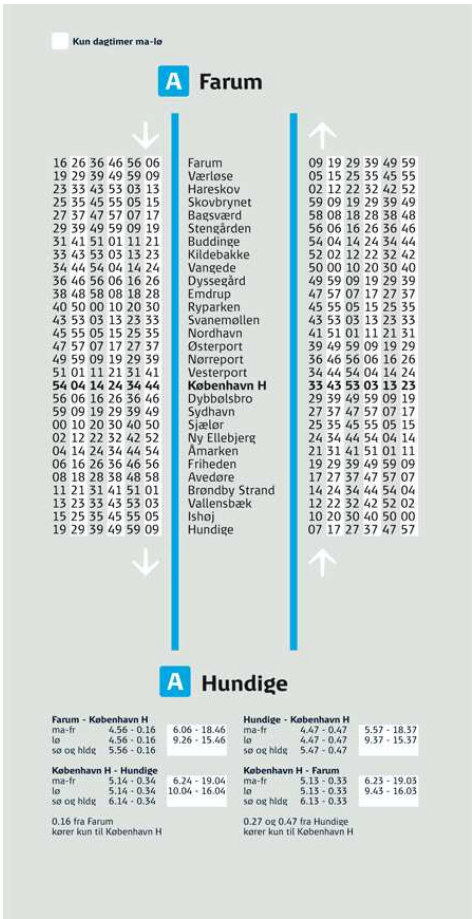 Kun dagtimer ma-lø
A Farum
16 26 36 46 56 06 Farum 09 19 29 39 49 59
19 29 39 49 59 09 Værløse 05 15 25 35 45 55
23 33 43 53 03 13 Hareskov 02 12 22 32 42 52
25 35 45 55 05 15 Skovbrynet 59 09 19 29 39 49
27 37 47 57 07 17 Bagsværd 58 08 18 28 38 48
29 39 49 59 09 19 Stengården 56 06 16 26 36 46
31 41 51 01 11 21 Buddinge 54 04 14 24 34 44
33 43 53 03 13 23 Kildebakke 52 02 12 22 32 42
34 44 54 04 14 24 Vangede 50 00 10 20 30 40
36 46 56 06 16 26 Dyssegård 49 59 09 19 29 39
38 48 58 08 18 28 Emdrup 47 57 07 17 27 37
40 50 00 10 20 30 Ryparken 45 55 05 15 25 35
43 53 03 13 23 33 Svanemøllen 43 53 03 13 23 33
45 55 05 15 25 35 Nordhavn 41 51 01 11 21 31
47 57 07 17 27 37 Østerport 39 49 59 09 19 29
49 59 09 19 29 39 Nørreport 36 46 56 06 16 26
51 01 11 21 31 41 Vesterport 34 44 54 04 14 24
54 04 14 24 34 44 København H 33 43 53 03 13 23
56 06 16 26 36 46 Dybbølsbro 29 39 49 59 09 19
59 09 19 29 39 49 Sydhavn 27 37 47 57 07 17
00 10 20 30 40 50 Sjælør 25 35 45 55 05 15
02 12 22 32 42 52 Ny Ellebjerg 24 34 44 54 04 14
04 14 24 34 44 54 Åmarken 21 31 41 51 01 11
06 16 26 36 46 56 Friheden 19 29 39 49 59 09
08 18 28 38 48 58 Avedøre 17 27 37 47 57 07
11 21 31 41 51 01 Brøndby Strand 14 24 34 44 54 04
13 23 33 43 53 03 Vallensbæk 12 22 32 42 52 02
15 25 35 45 55 05 Ishøj 10 20 30 40 50 00
19 29 39 49 59 09 Hundige 07 17 27 37 47 57
A Hundige
Farum - København H
ma-fr 4.56 - 0.16 6.06 - 18.46
lø 4.56 - 0.16 9.26 - 15.46
sø og hldg 5.56 - 0.16
Hundige - København H
ma-fr 4.47 - 0.47 5.57 - 18.37
lø 4.47 - 0.47 9.37 - 15.37
sø og hldg 5.47 - 0.47
København H - Hundige
ma-fr 5.14 - 0.34 6.24 - 19.04
lø 5.14 - 0.34 10.04 - 16.04
sø og hldg 6.14 - 0.34
København H - Farum
ma-fr 5.13 - 0.33 6.23 - 19.03
lø 5.13 - 0.33 9.43 - 16.03
sø og hldg 6.13 - 0.33
0.16 fra Farum
kører kun til København H
0.27 og 0.47 fra Hundige
kører kun til København H